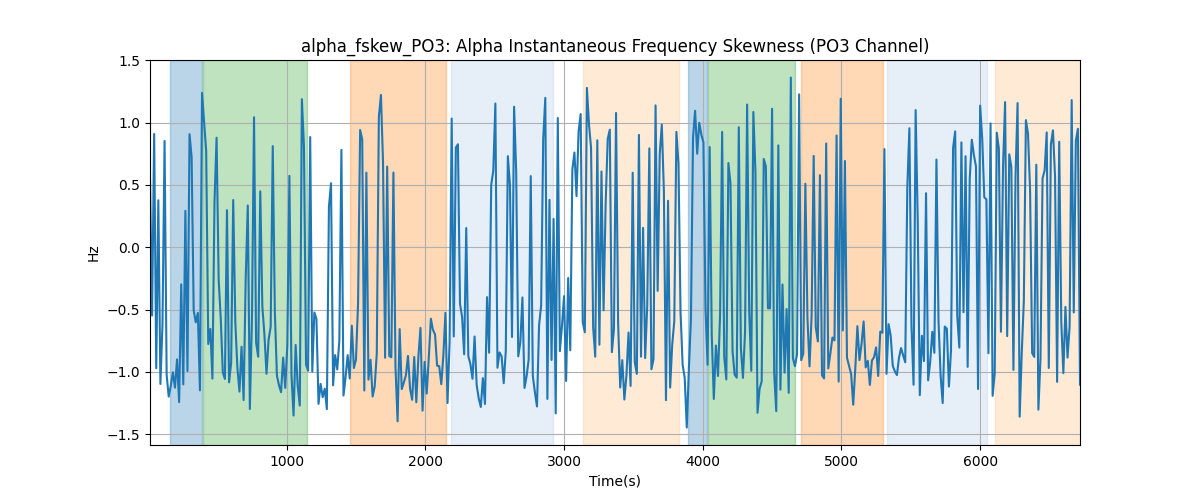 alpha_fskew_PO3: Alpha Instantaneous Frequency Skewness (PO3 Channel)
1.5
1.0
0.5
0.0
−0.5
−1.0
−1.5
Hz
1000 2000 3000 4000 5000 6000
Time(s)